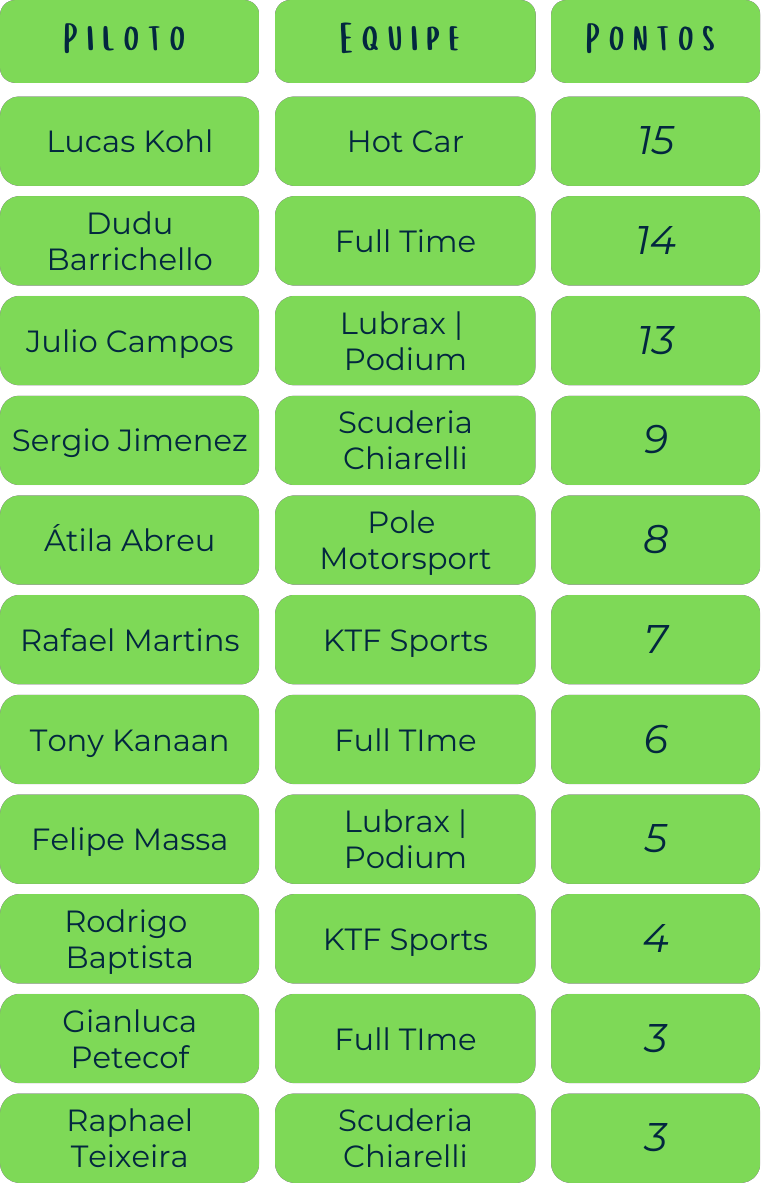 PILOTO EQUIPE PONTOS
Lucas Kohl Hot Car 15
Dudu
Barrichello Full Time 14
Julio Campos Lubrax |
Podium 13
Sergio Jimenez Scuderia
Chiarelli 9
Átila Abreu Pole
Motorsport 8
Rafael Martins KTF Sports 7
Tony Kanaan Full TIme 6
Felipe Massa Lubrax |
Podium 5
Rodrigo
Baptista KTF Sports 4
Gianluca
Petecof Full TIme 3
Raphael
Teixeira Scuderia
Chiarelli 3